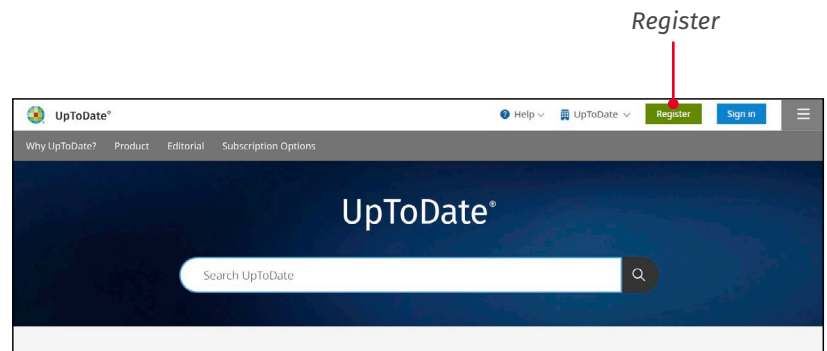 Register
UpToDate®
Help
UpToDate
Register
Sign in
Why UpToDate? Product Editorial Subscription Options
UpToDate®
Search UpToDate